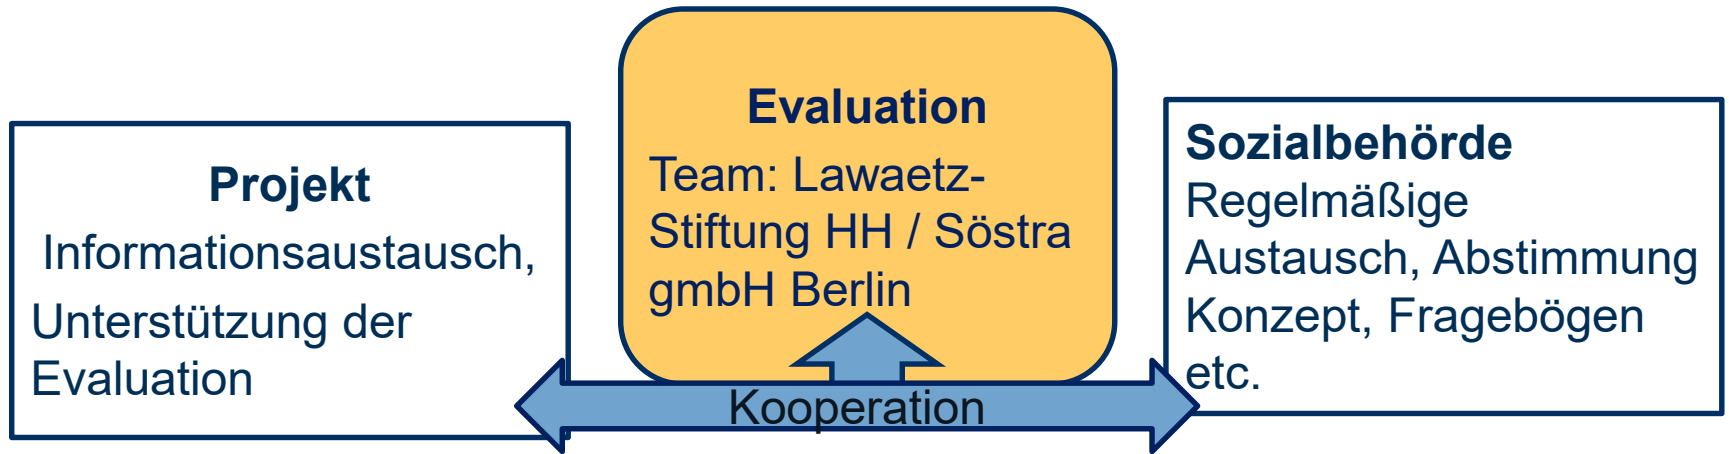 Projekt
Informationsaustausch,
Unterstützung der
Evaluation
Evaluation
Team: Lawaetz-
Stiftung HH / Söstra
gmbH Berlin
Sozialbehörde
Regelmäßige
Austausch, Abstimmung
Konzept, Fragebögen
etc.
Kooperation